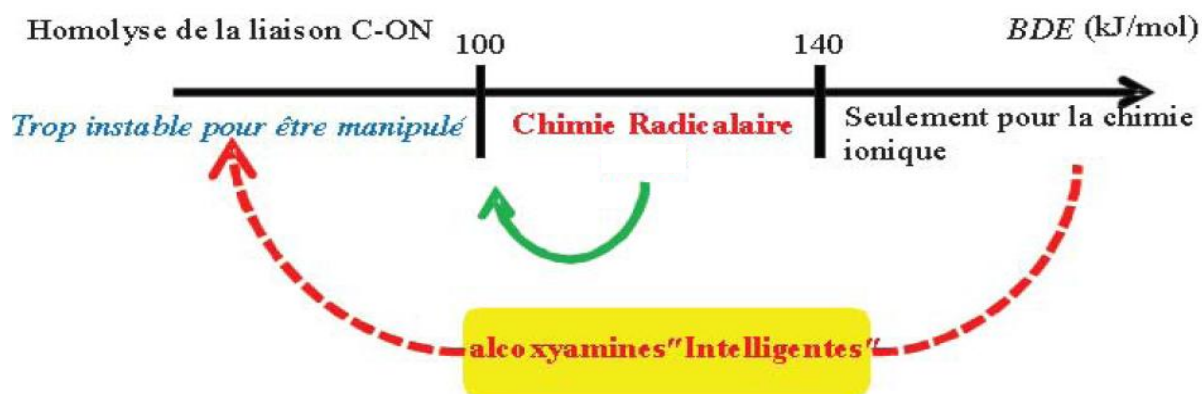 Homolyse de la liaison C-ON
100
140
BDE (kJ/mol)
Trop instable pour être manipulé
Chimie Radicalaire
Seulement pour la chimie
ionique
alcoxyamines"Intelligentes"